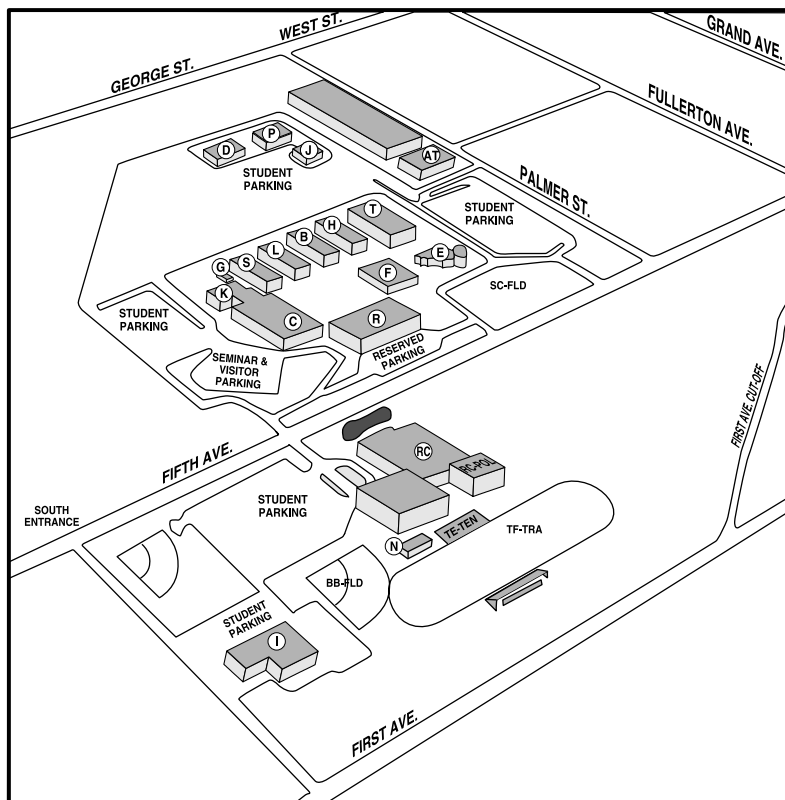 GRAND AVE.
WEST ST.
GEORGE ST.
FULLERTON AVE.
P
D
J
AT
STUDENT
PARKING
PALMER ST.
STUDENT
PARKING
T
H
B
L
S
G
E
F
K
SC-FLD
C
R
STUDENT
PARKING
RESERVED
PARKING
SEMINAR &
VISITOR
PARKING
FIRST AVE. CUT-OFF
FIFTH AVE.
RC
RC-POL
STUDENT
PARKING
SOUTH
ENTRANCE
TE-TEN
TF-TRA
N
BB-FLD
STUDENT
PARKING
I
FIRST AVE.